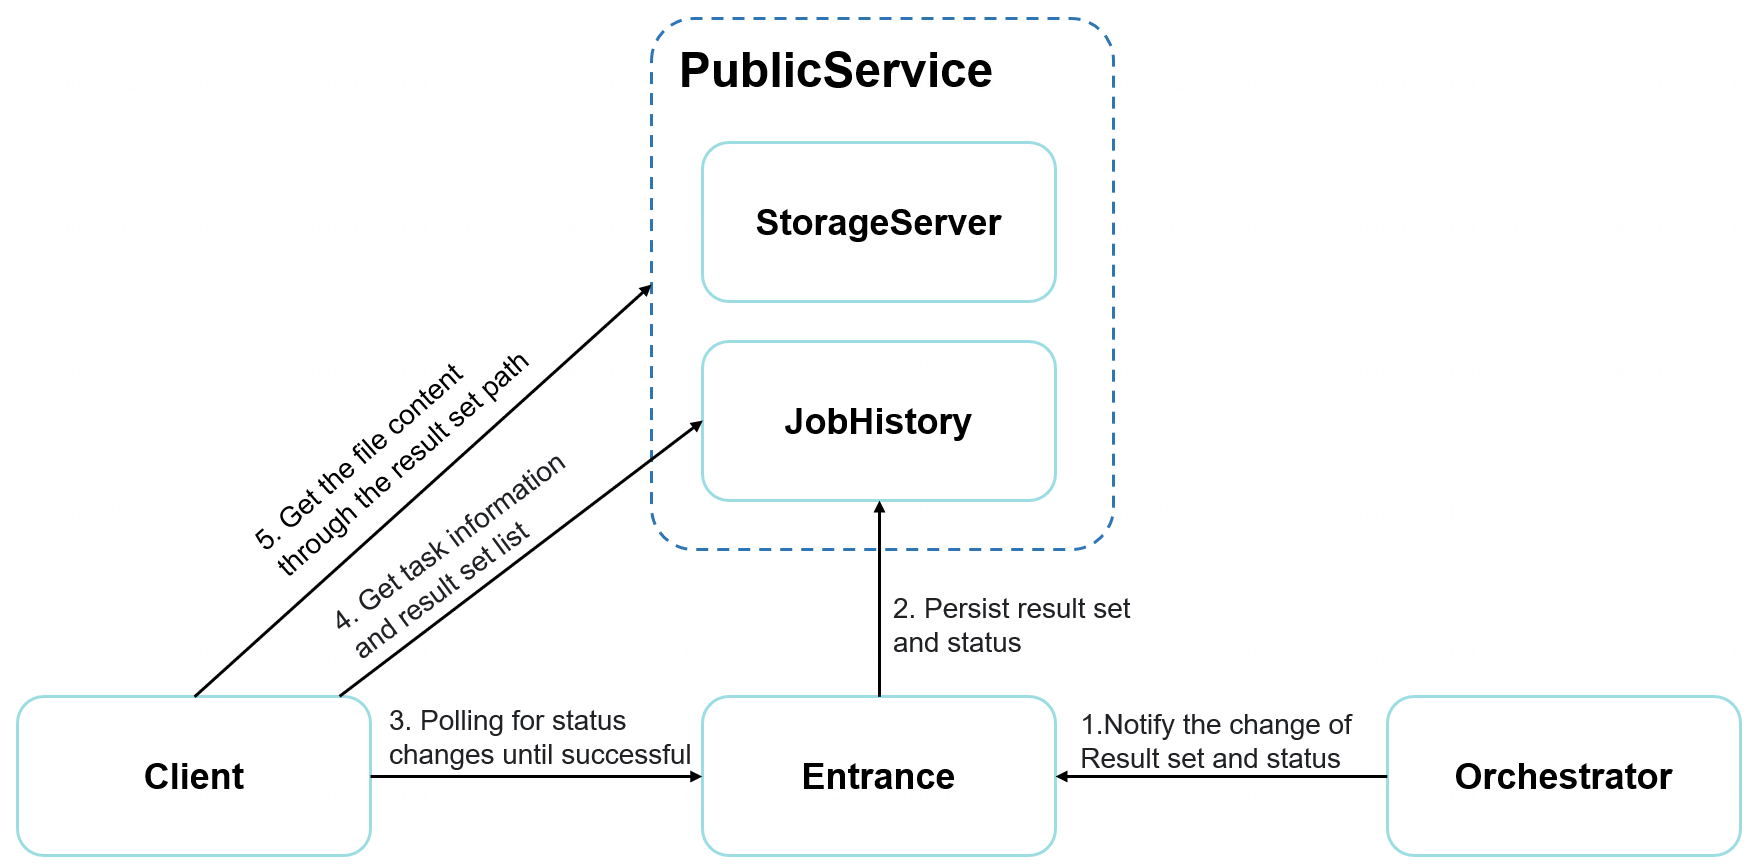 PublicService
StorageServer
JobHistory
5. Get the file content
through the result set path
4. Get task information
and result set list
2. Persist result set
and status
3. Polling for status
changes until successful
1.Notify the change of
Result set and status
Client
Entrance
Orchestrator